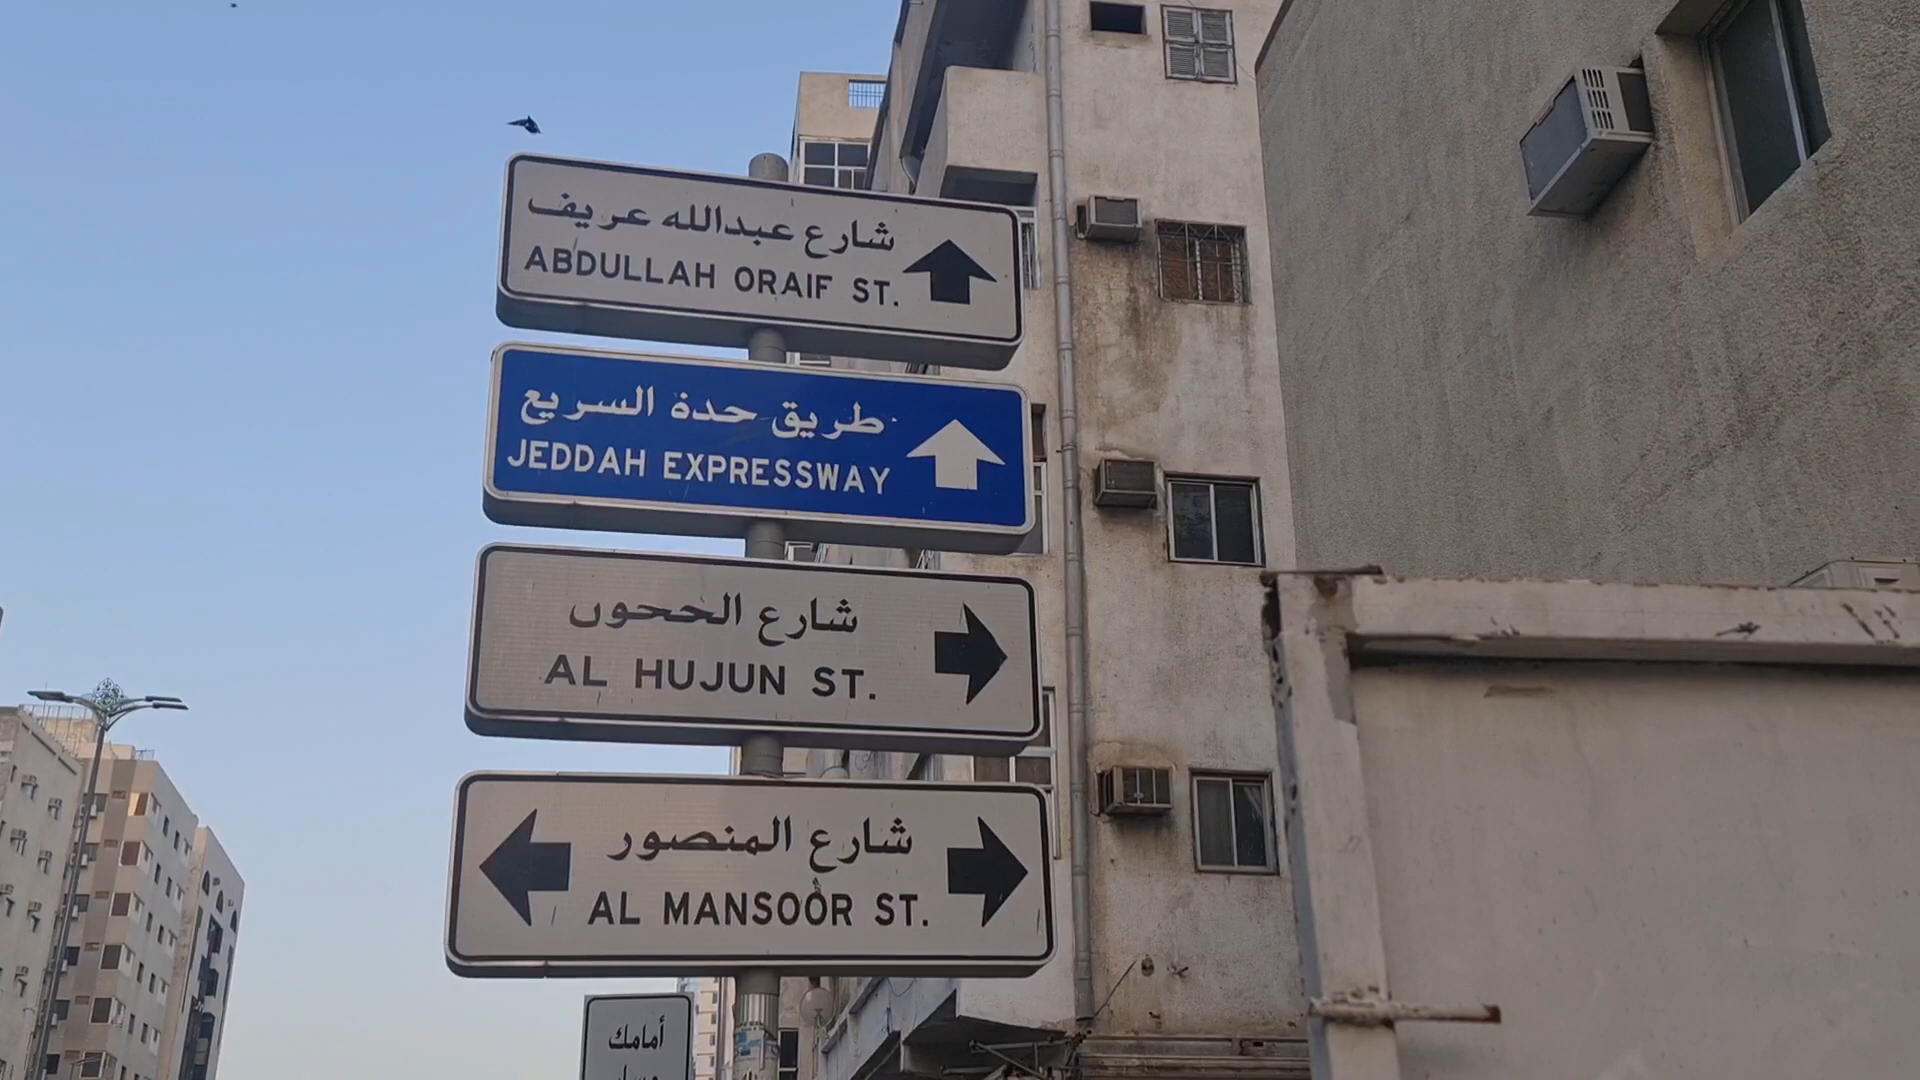 شارع عبدالله عريف
ABDULLAH ORAIF ST.
طريق جدة السريع
JEDDAH EXPRESSWAY
شارع الحجون
AL HUJUN ST.
شارع المنصور
AL MANSOOR ST.
أمامك